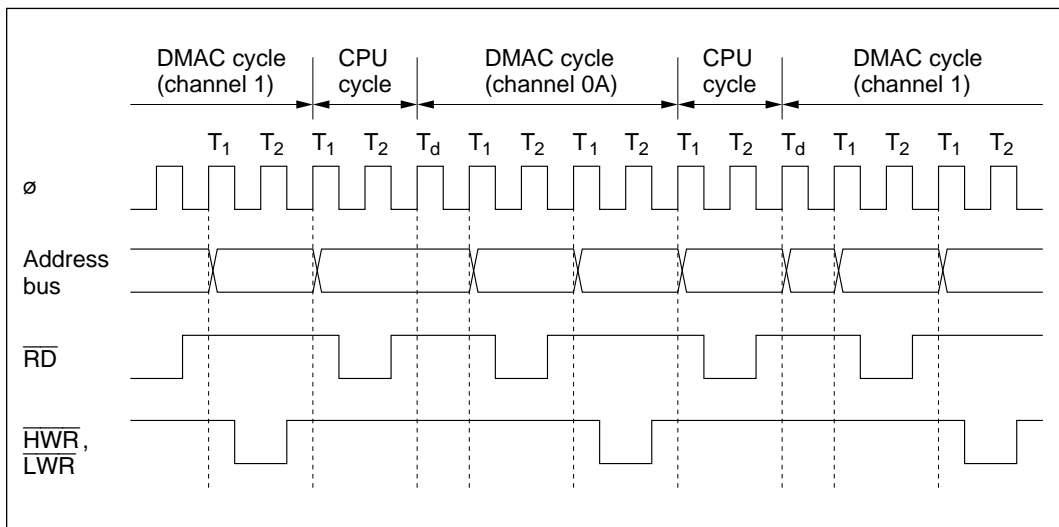 DMAC cycle (channel 1)
CPU cycle
DMAC cycle (channel 0A)
CPU cycle
DMAC cycle (channel 1)
T1 T2 T1 T2 Td T1 T2 T1 T2 T1 T2 Td T1 T2 T1 T2
ø
Address bus
RD
HWR,
LWR